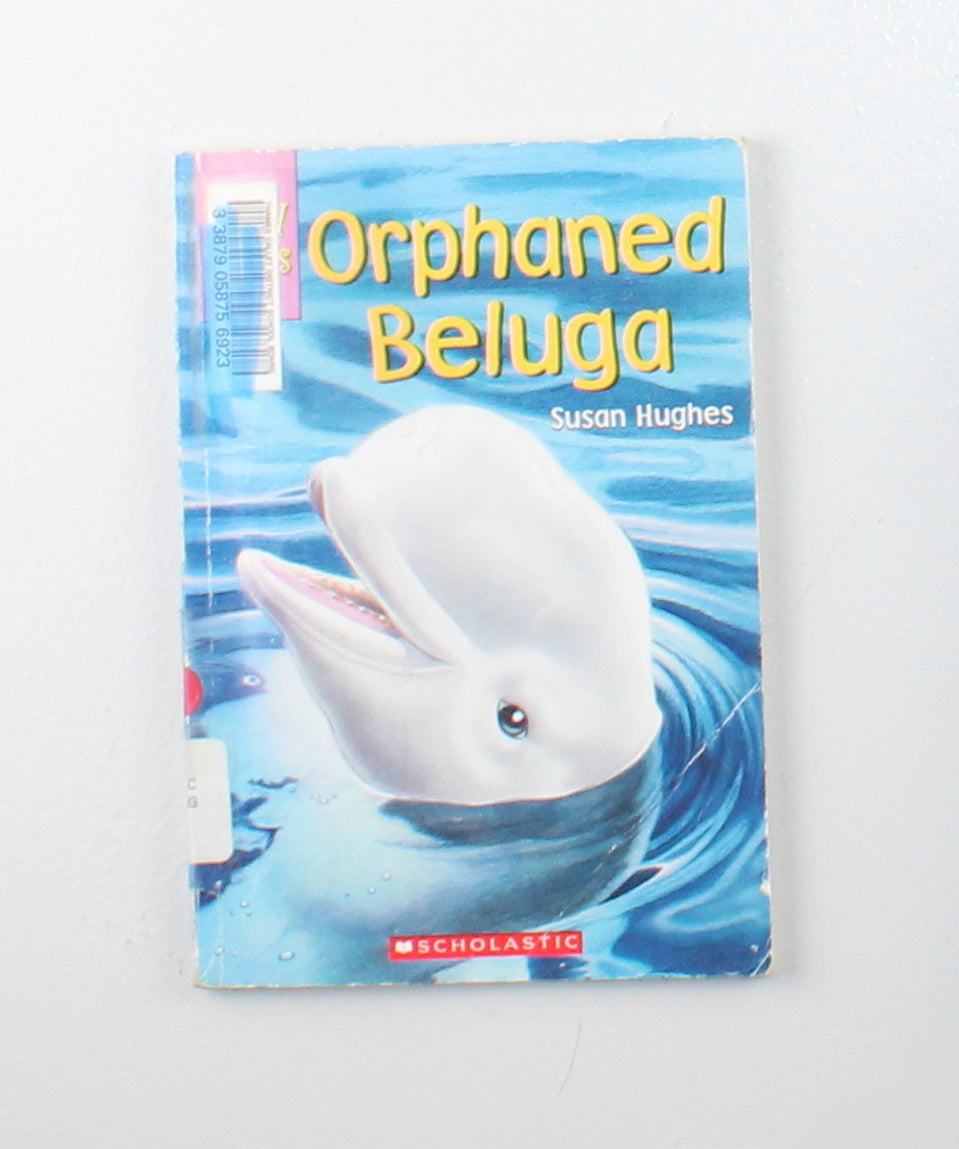 Orphaned
Beluga
Susan Hughes
3 3879 05875 6923
C
G
SCHOLASTIC